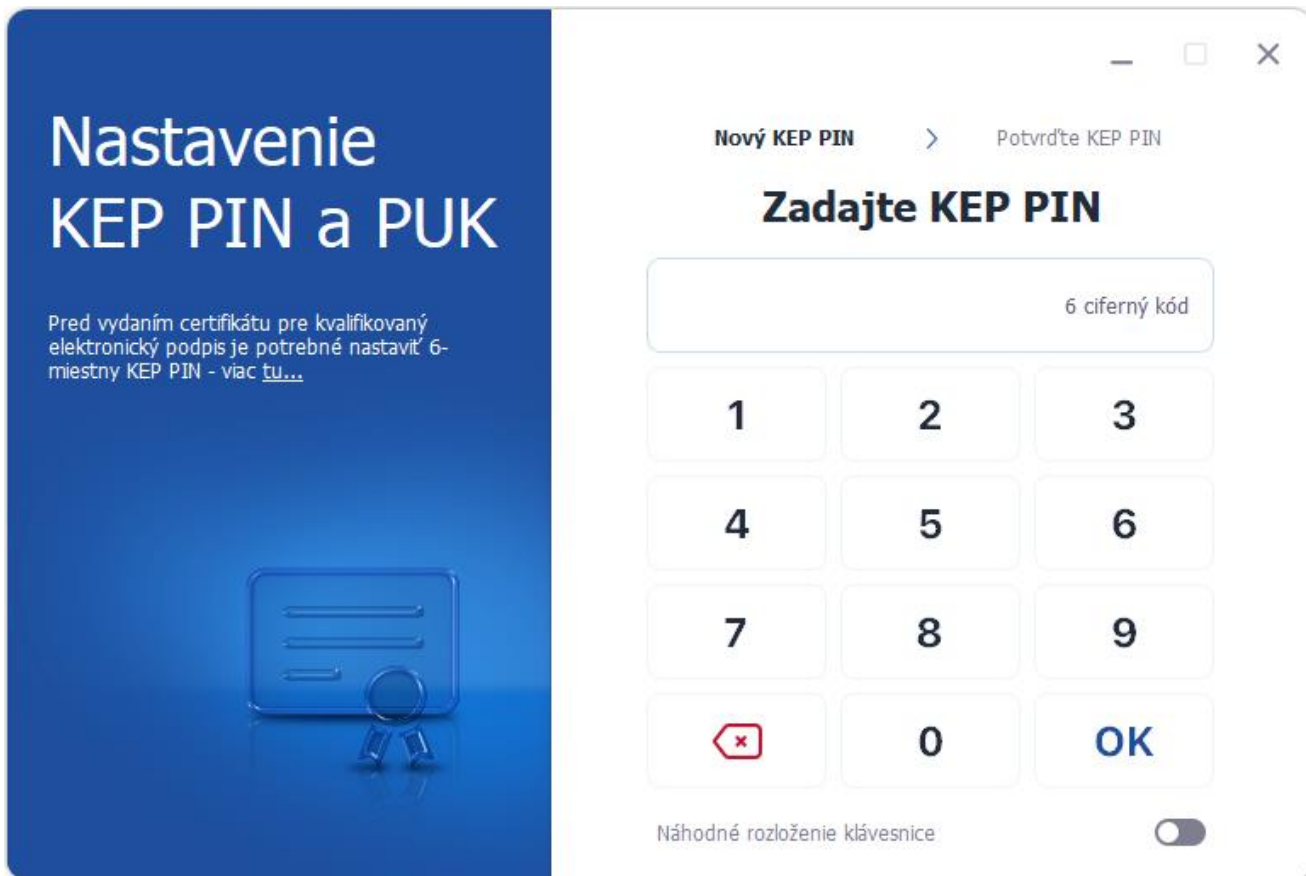 Nastavenie
KEP PIN a PUK
Pred vydaním certifikátu pre kvalifikovaný
elektronický podpis je potrebné nastaviť 6-
miestny KEP PIN - viac tu...
Nový KEP PIN > Potvrďte KEP PIN
Zadajte KEP PIN
6 ciferný kód
1 2 3
4 5 6
7 8 9
0 OK
Náhodné rozloženie klávesnice